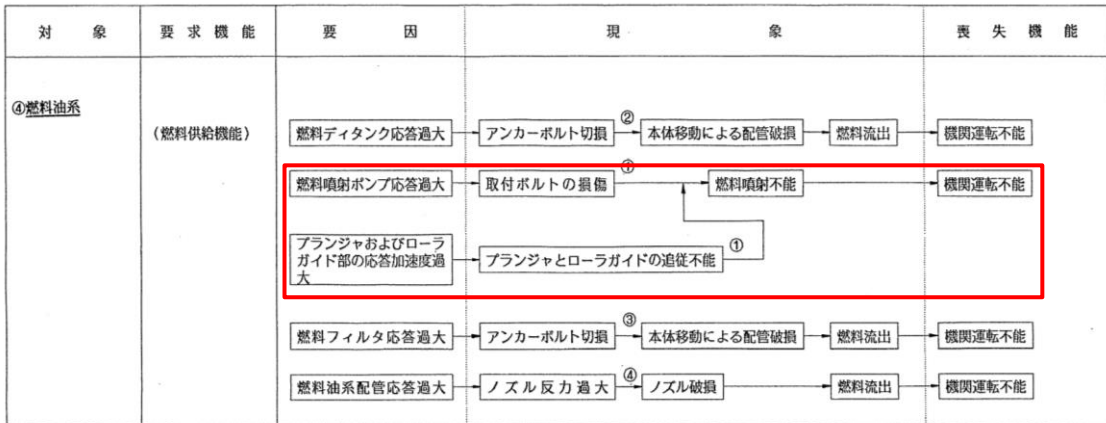 対象 要求機能 要因 現象 喪失機能
④燃料油系
(燃料供給機能)
燃料ディタンク応答過大 アンカーボルト切損 ② 本体移動による配管破損 燃料流出 機関運転不能
燃料噴射ポンプ応答過大 取付ボルトの損傷 ① 燃料噴射不能 機関運転不能
プランジャおよびローラ
ガイド部の応答加速度過
大
プランジャとローラガイドの追従不能 ①
燃料フィルタ応答過大 アンカーボルト切損 ③ 本体移動による配管破損 燃料流出 機関運転不能
燃料油系配管応答過大 ノズル反力過大 ④ ノズル破損 燃料流出 機関運転不能